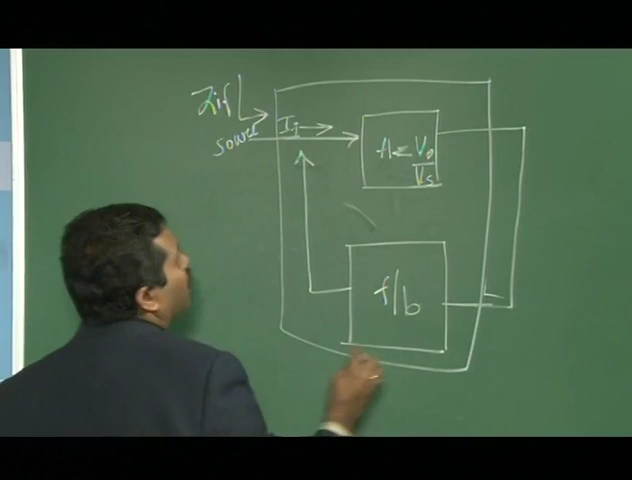 Zif
Source
Ii
A = Vo
Vs
f/b